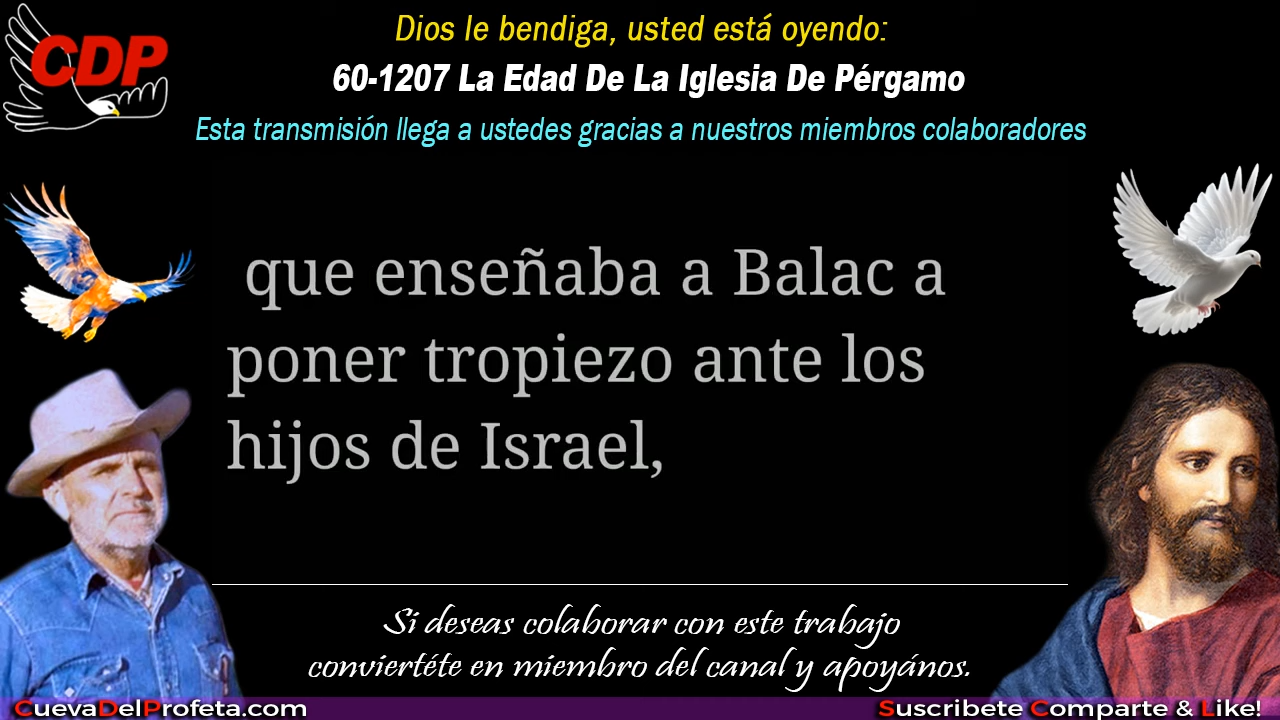 CDP
Dios le bendiga, usted está oyendo:
60-1207 La Edad De La Iglesia De Pérgamo
Esta transmisión llega a ustedes gracias a nuestros miembros colaboradores
que enseñaba a Balac a
poner tropiezo ante los
hijos de Israel,
Si deseas colaborar con este trabajo
conviertéte en miembro del canal y apoyános.
CuevaDelProfeta.com
Suscribete Comparte & Like!